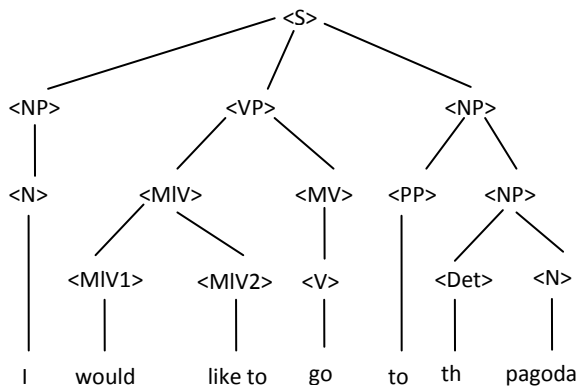 <S>
<NP> <VP> <NP>
<N> <MlV> <MV> <PP> <NP>
<MlV1> <MlV2> <V> <Det> <N>
I would like to go to th pagoda